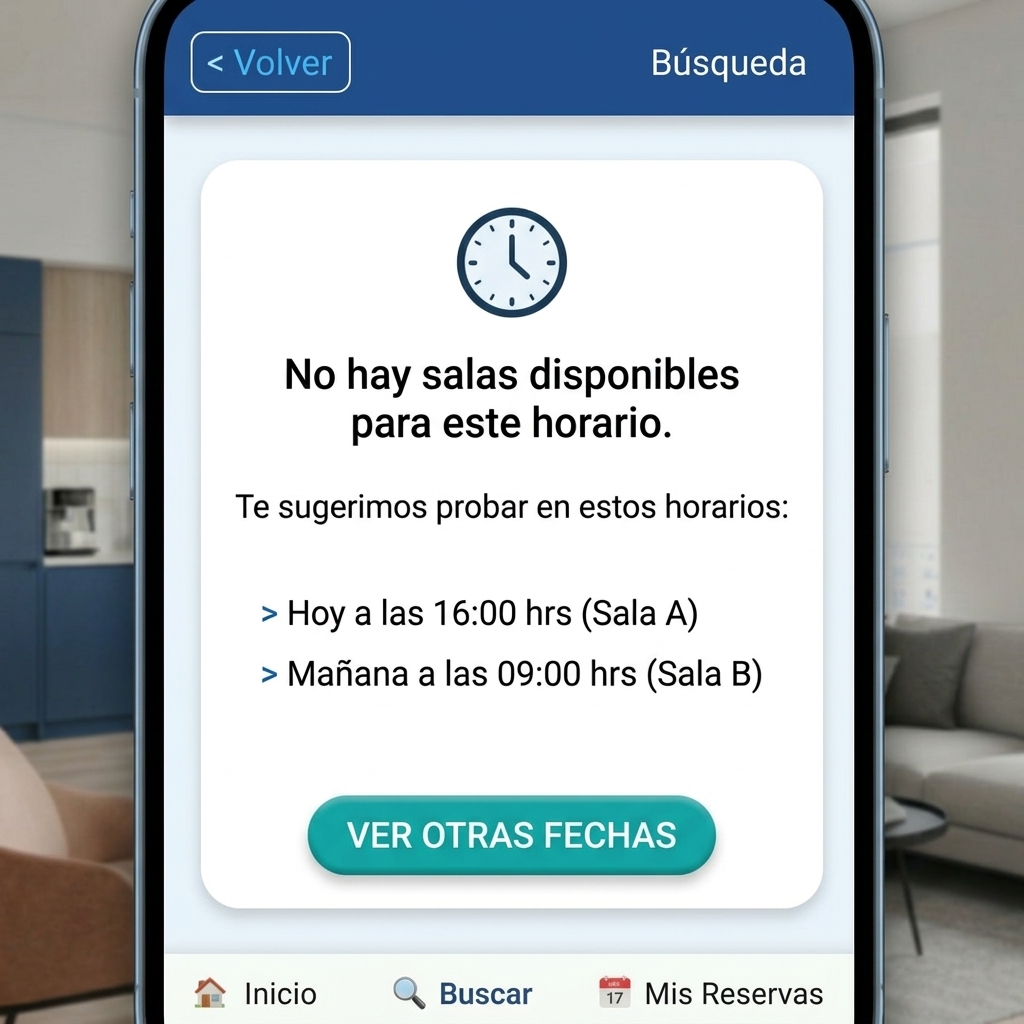 < Volver
Búsqueda
No hay salas disponibles
para este horario.
Te sugerimos probar en estos horarios:
> Hoy a las 16:00 hrs (Sala A)
> Mañana a las 09:00 hrs (Sala B)
VER OTRAS FECHAS
Inicio
Buscar
17
Mis Reservas